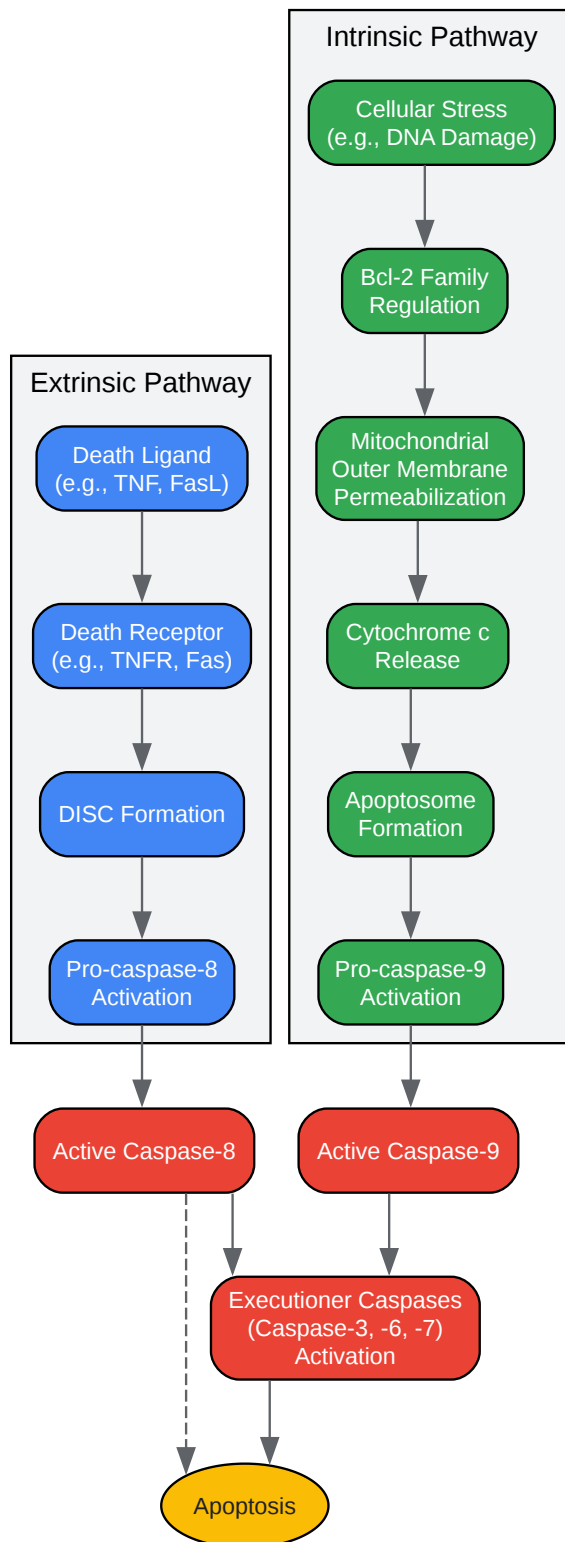 Intrinsic Pathway
Cellular Stress
(e.g., DNA Damage)
Bcl-2 Family
Regulation
Mitochondrial
Outer Membrane
Permeabilization
Cytochrome c
Release
Apoptosome
Formation
Pro-caspase-9
Activation
Extrinsic Pathway
Death Ligand
(e.g., TNF, FasL)
Death Receptor
(e.g., TNFR, Fas)
DISC Formation
Pro-caspase-8
Activation
Active Caspase-8
Active Caspase-9
Executioner Caspases
(Caspase-3, -6, -7)
Activation
Apoptosis